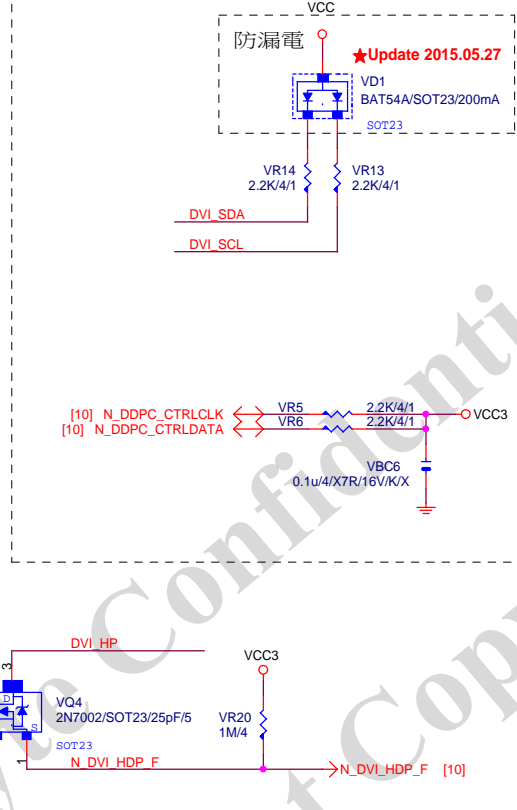 VCC
防漏電
★Update 2015.05.27
VD1
BAT54A/SOT23/200mA
SOT23
VR14
2.2K/4/1
VR13
2.2K/4/1
DVI_SDA
DVI_SCL
[10] N_DDPC_CTRLCLK
VR5
2.2K/4/1
VCC3
[10] N_DDPC_CTRLDATA
VR6
2.2K/4/1
VBC6
0.1u/4/X7R/16V/K/X
DVI_HP
VCC3
3
D
VQ4
2N7002/SOT23/25pF/5
S
SOT23
VR20
1M/4
1
N_DVI_HDP_F
N_DVI_HDP_F [10]
yte Confidenti
t Copy